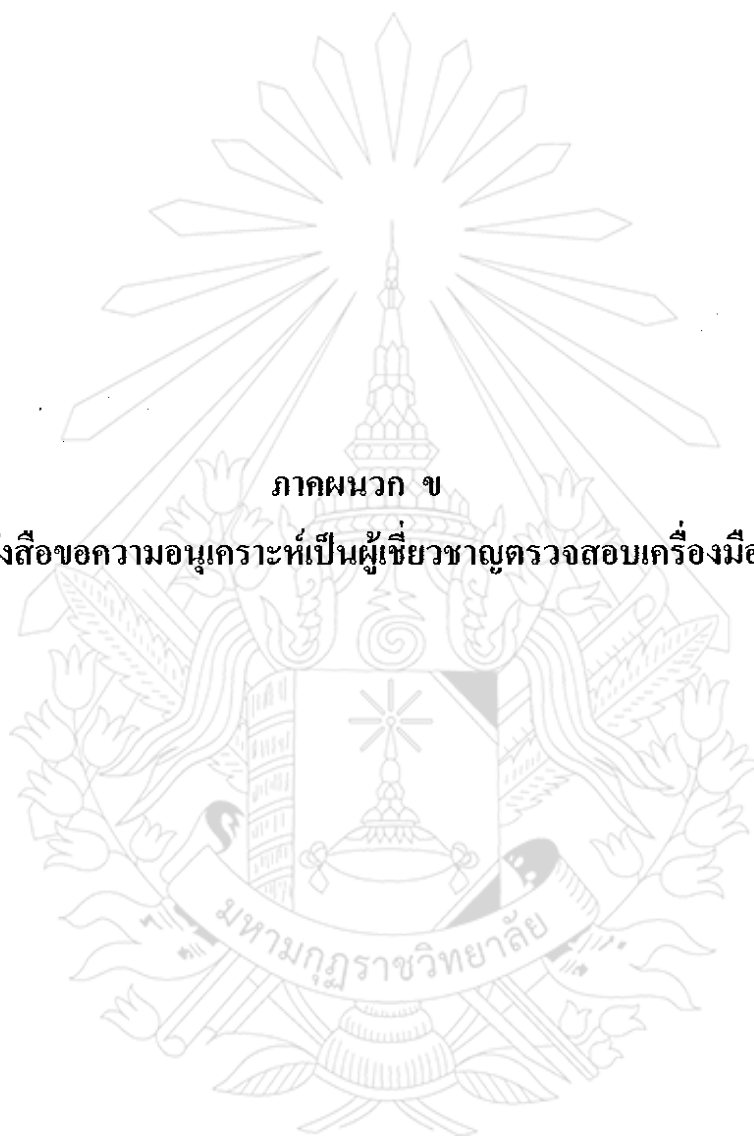 ภาคผนวก ข
งสือขอความอนุเคราะห์เป็นผู้เชี่ยวชาญตรวจสอบเครื่องมือ
มหามกุฏราชวิทยาลัย